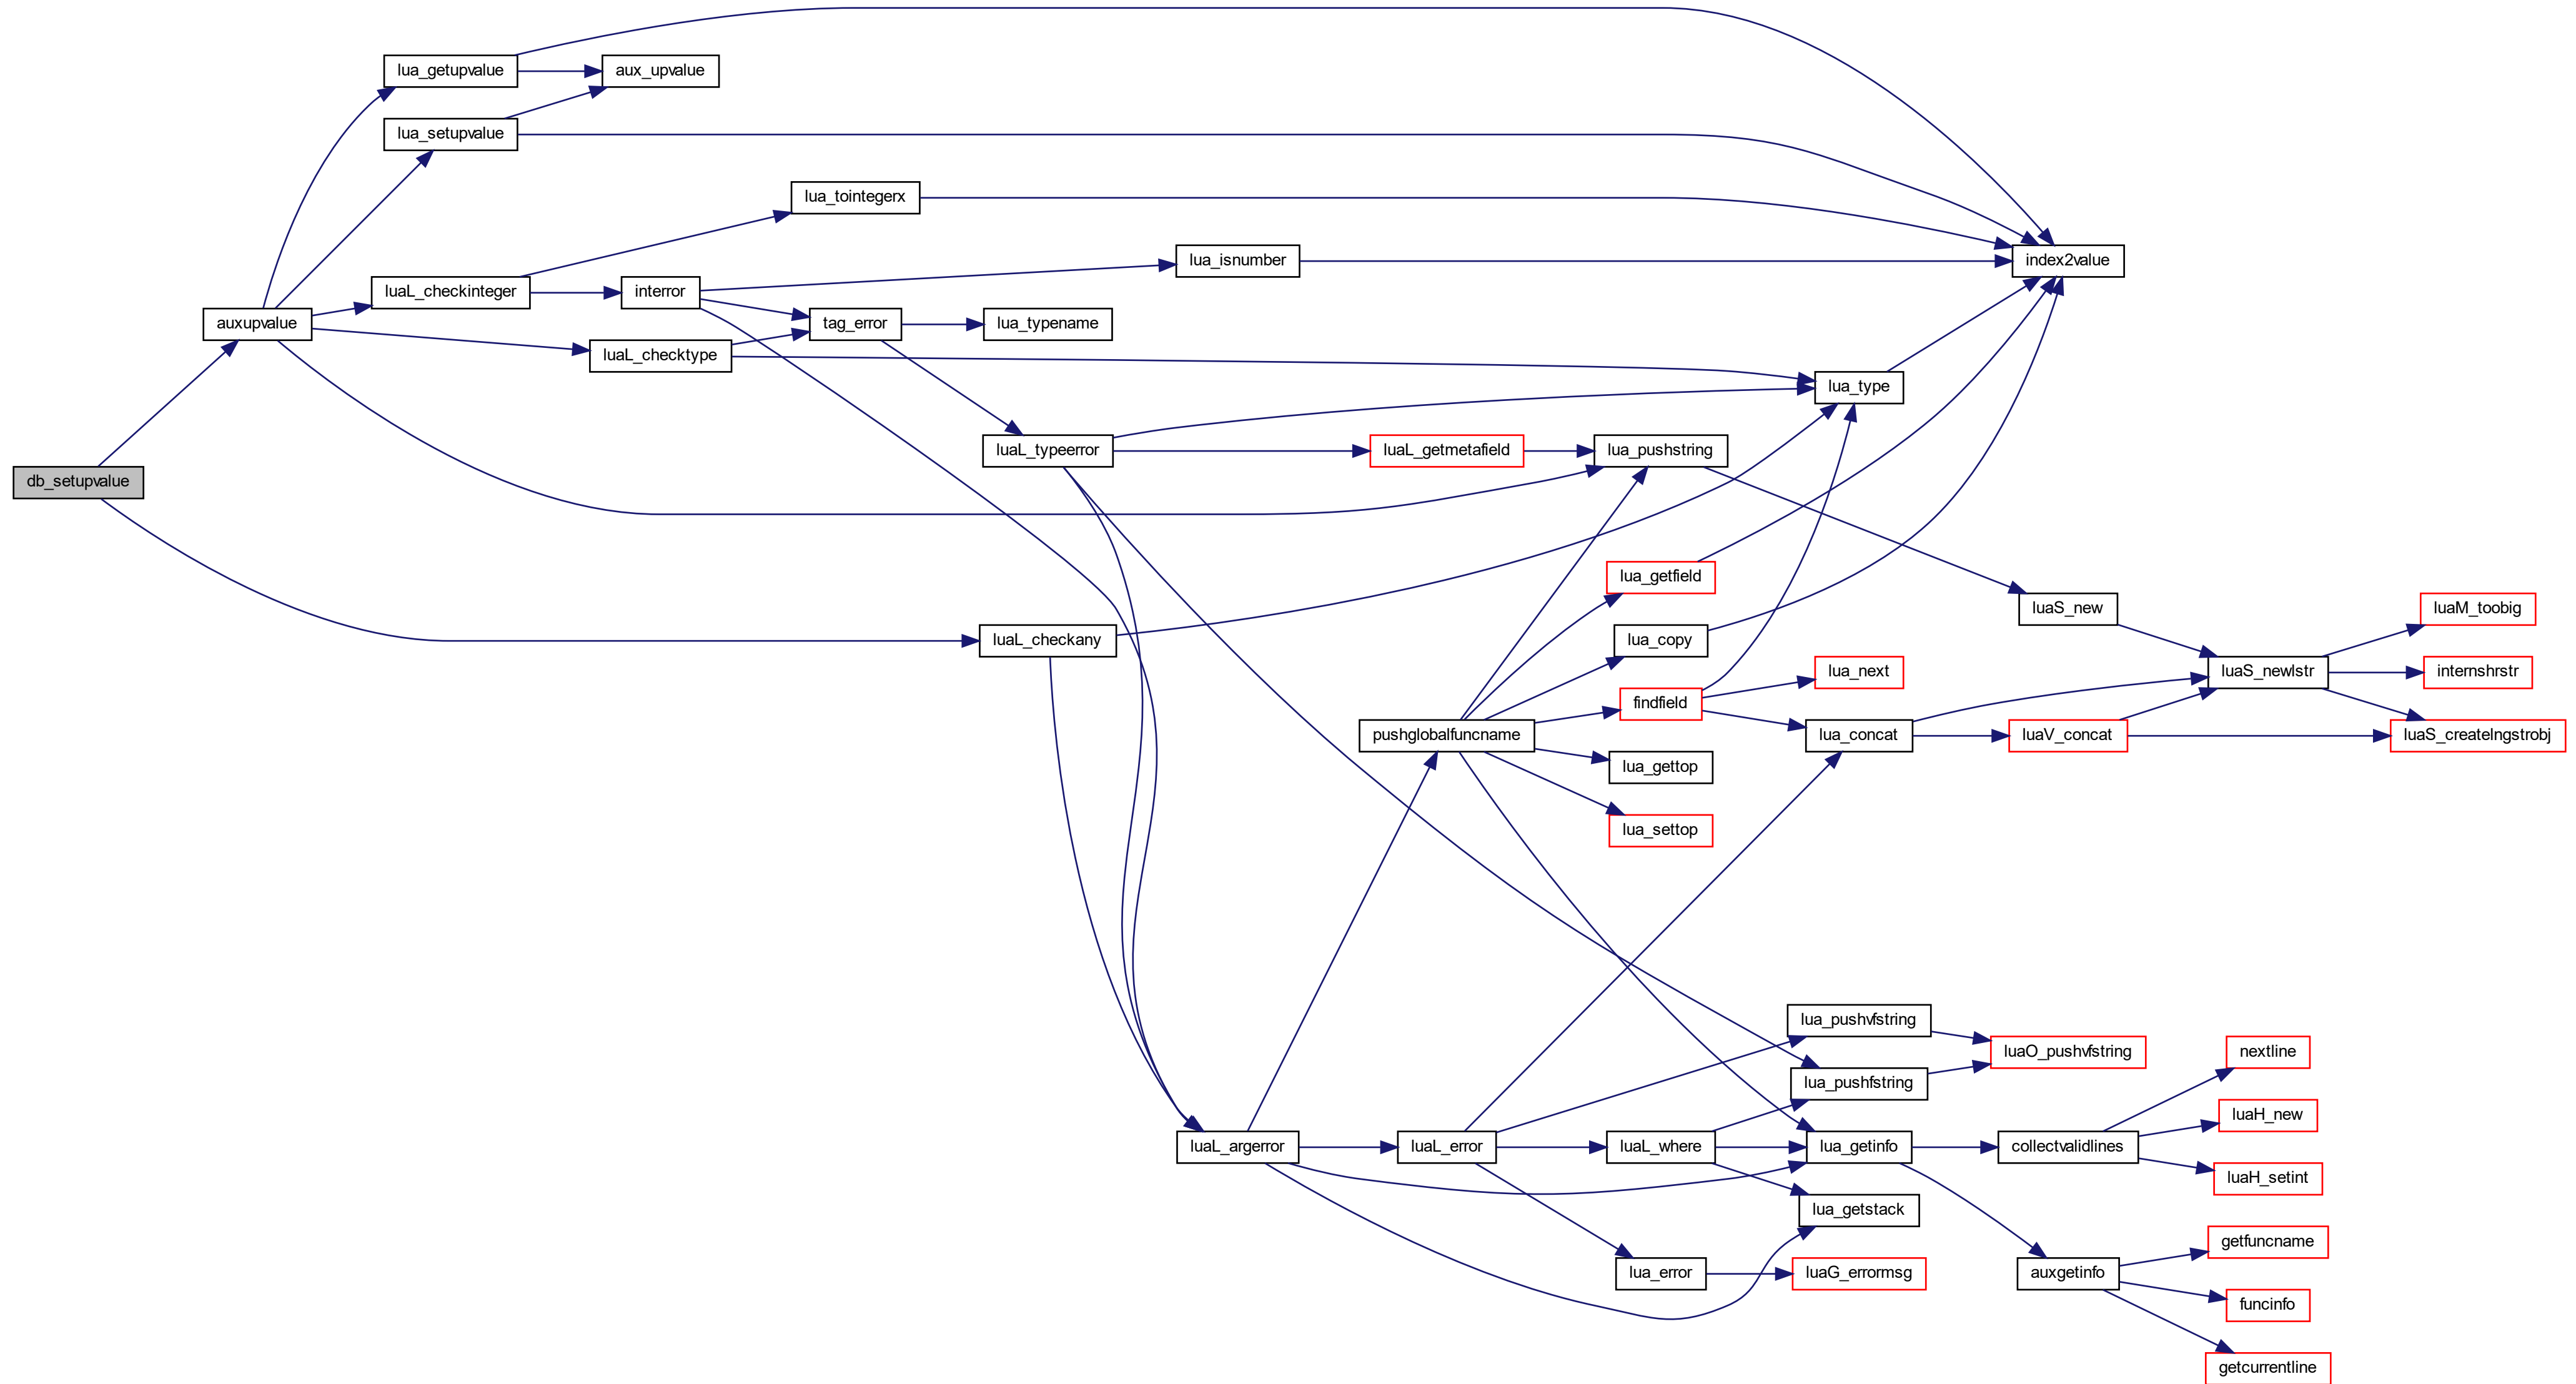 lua_getupvalue
aux_upvalue
lua_setupvalue
lua_tointegerx
lua_isnumber
index2value
luaL_checkinteger
interror
auxupvalue
tag_error
lua_typename
luaL_checktype
lua_type
luaL_typeerror
luaL_getmetafield
lua_pushstring
db_setupvalue
lua_getfield
luaS_new
luaM_toobig
luaL_checkany
lua_copy
lua_next
luaS_newlstr
internshrstr
findfield
pushglobalfuncname
lua_concat
luaV_concat
luaS_createlngstrobj
lua_gettop
lua_settop
lua_pushvfstring
luaO_pushvfstring
nextline
lua_pushfstring
luaH_new
luaL_argerror
luaL_error
luaL_where
lua_getinfo
collectvalidlines
luaH_setint
lua_getstack
getfuncname
lua_error
luaG_errormsg
auxgetinfo
funcinfo
getcurrentline